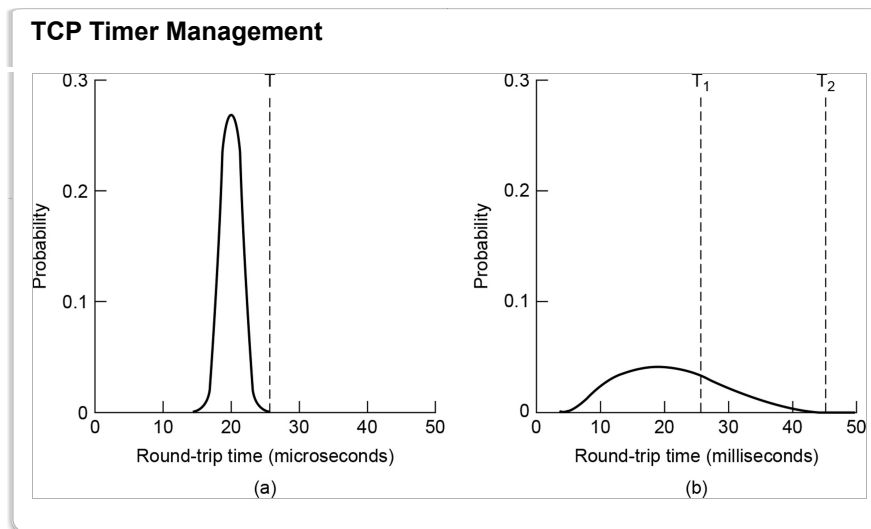 TCP Timer Management
0.3
T
0.2
Probability
0.1
0
0 10 20 30 40 50
Round-trip time (microseconds)
(a)
0.3
T1
T2
0.2
Probability
0.1
0
0 10 20 30 40 50
Round-trip time (milliseconds)
(b)